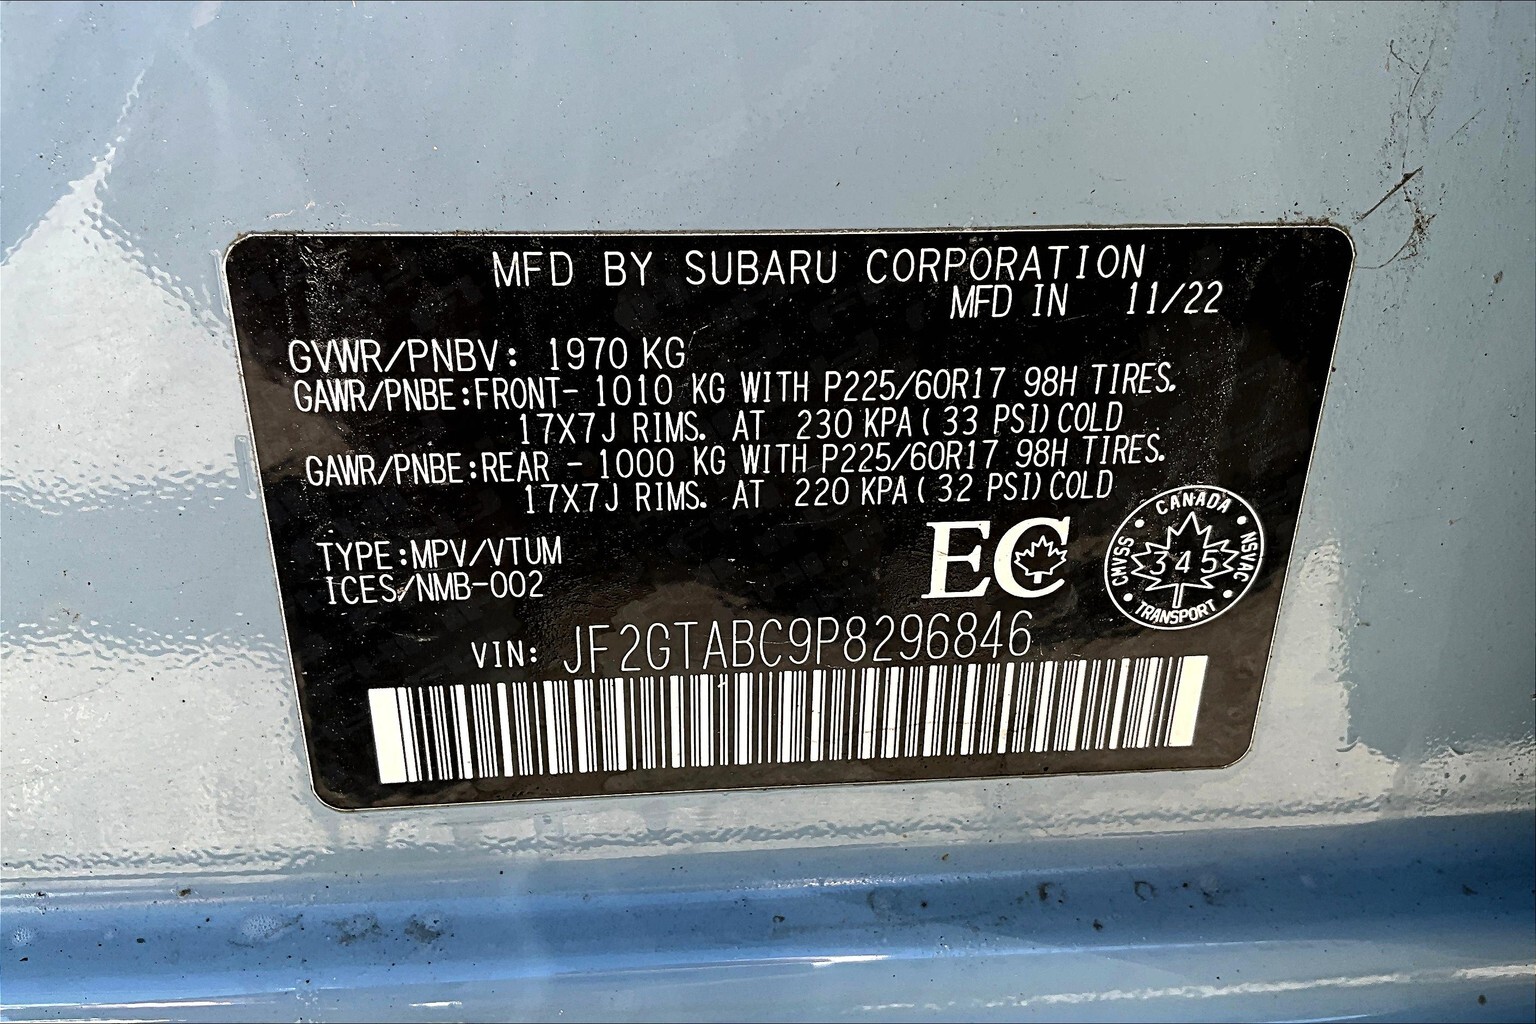 MFD BY SUBARU CORPORATION
MFD IN 11/22
GVWR/PNBV: 1970 KG
GAWR/PNBE:FRONT- 1010 KG WITH P225/60R17 98H TIRES.
17X7J RIMS. AT 230 KPA( 33 PSI)COLD
GAWR/PNBE:REAR - 1000 KG WITH P225/60R17 98H TIRES.
17X7J RIMS. AT 220 KPA( 32 PSI)COLD
TYPE:MPV/VTUM
ICES/NMB-002
EC
CANADA
CMVSS
345
NSVAC
TRANSPORT
VIN: JF2GTABC9P8296846